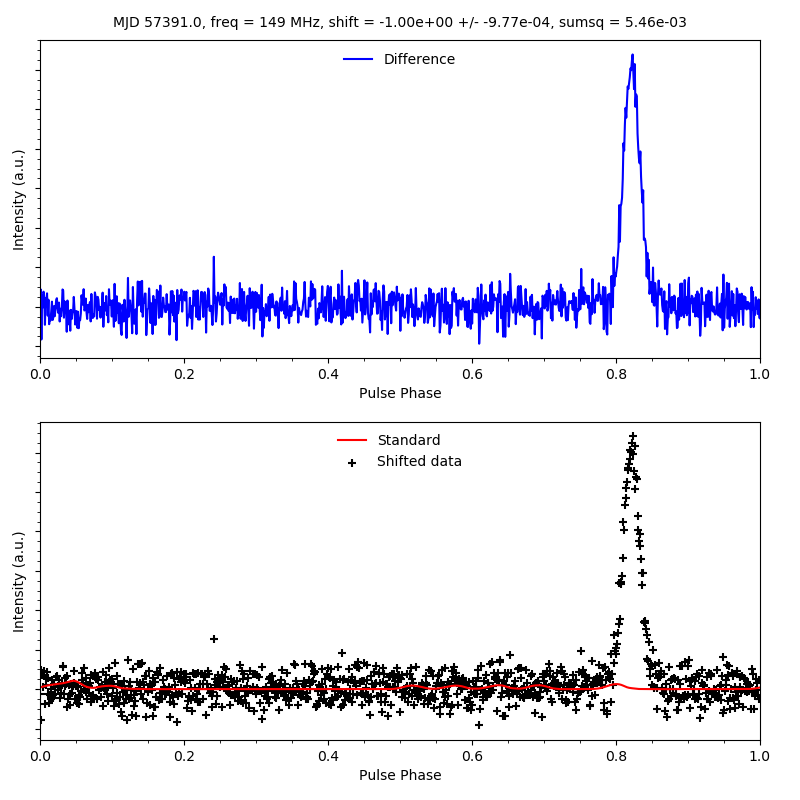 MJD 57391.0, freq = 149 MHz, shift = -1.00e+00 +/- -9.77e-04, sumsq = 5.46e-03
Difference
Intensity (a.u.)
0.0 0.2 0.4 0.6 0.8 1.0
Pulse Phase
Standard
Shifted data
Intensity (a.u.)
0.0 0.2 0.4 0.6 0.8 1.0
Pulse Phase